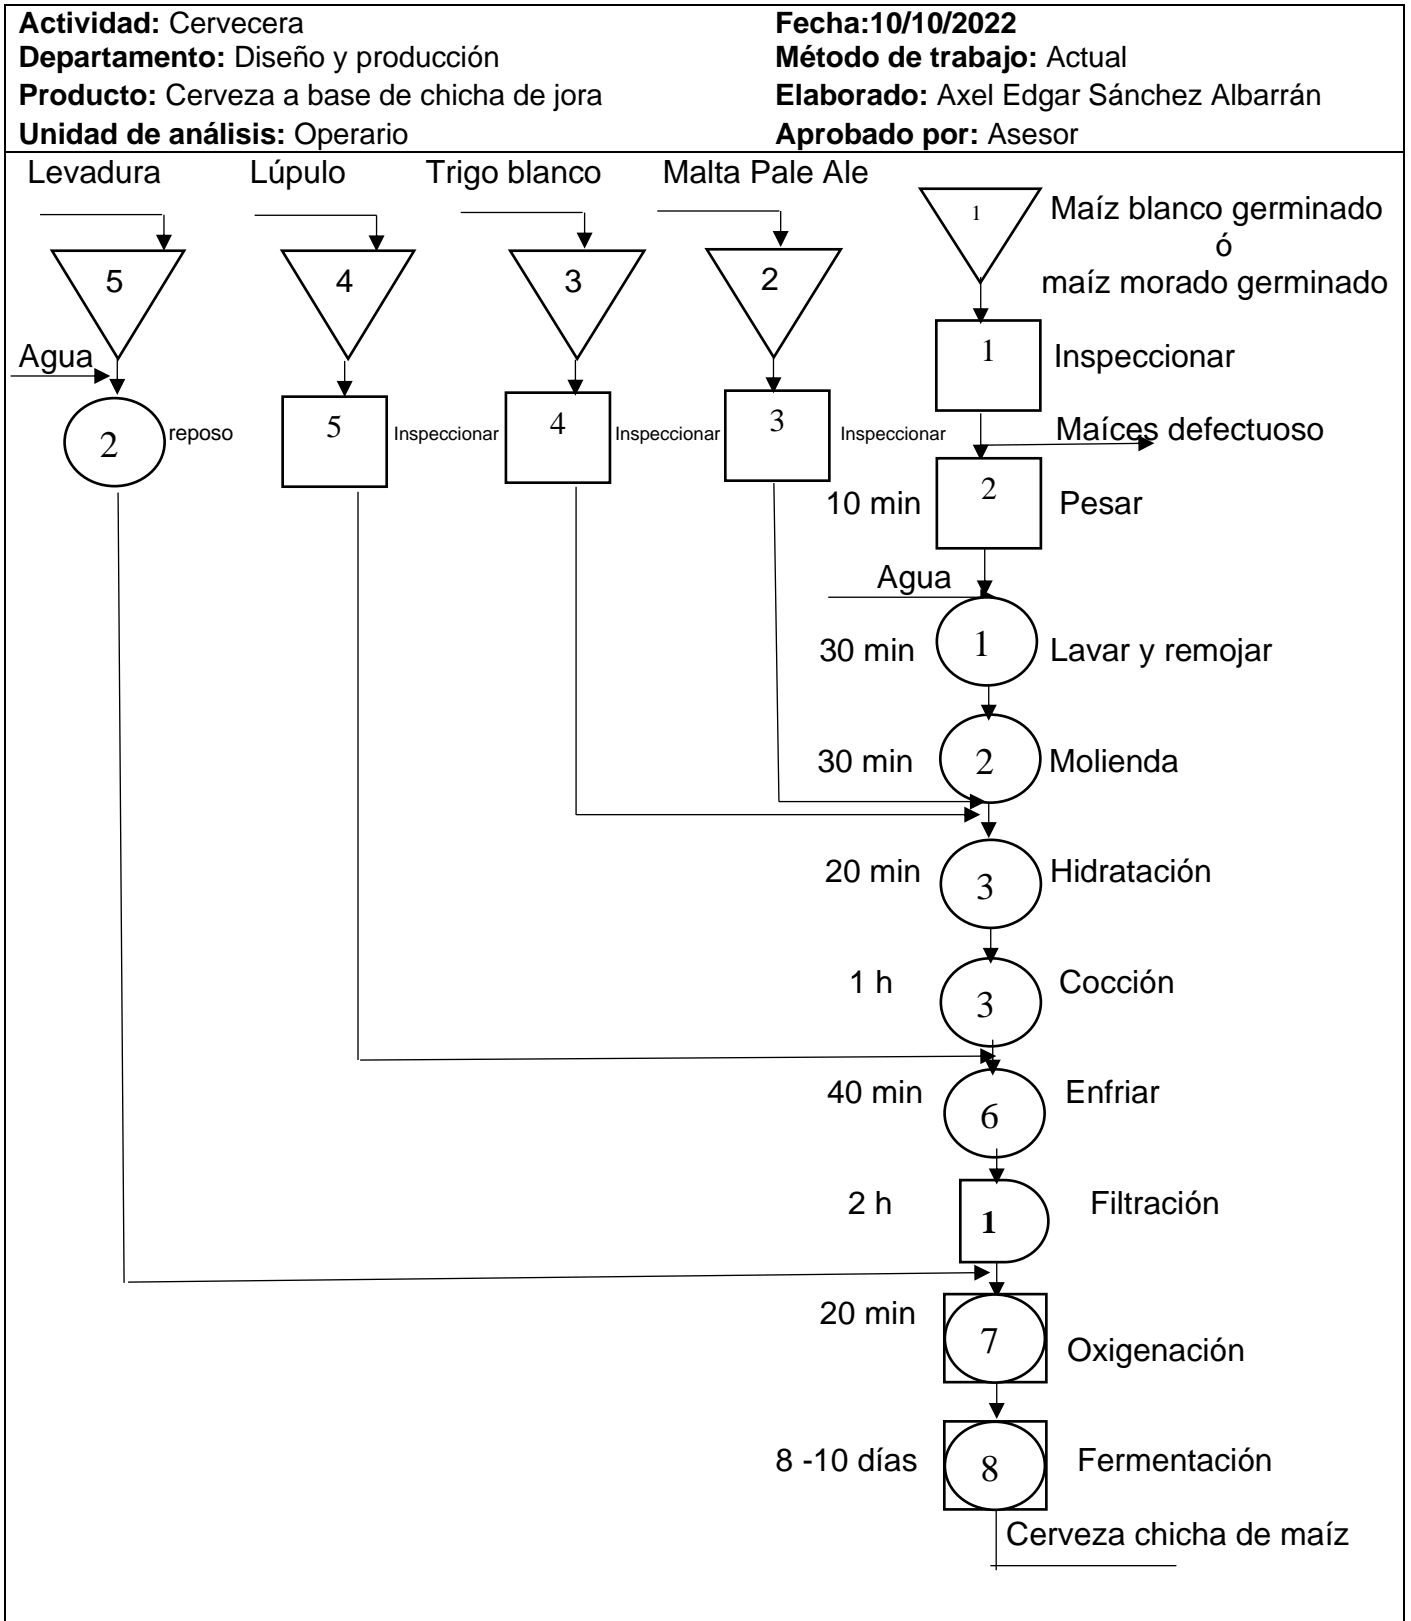 Actividad: Cervecera
Fecha:10/10/2022
Departamento: Diseño y producción
Método de trabajo: Actual
Producto: Cerveza a base de chicha de jora
Elaborado: Axel Edgar Sánchez Albarrán
Unidad de análisis: Operario
Aprobado por: Asesor
Levadura
Lúpulo
Trigo blanco
Malta Pale Ale
1
Maíz blanco germinado
ó
maíz morado germinado
5
4
3
2
Agua
1
Inspeccionar
2
reposo
5
Inspeccionar
4
Inspeccionar
3
Inspeccionar
Maíces defectuoso
10 min
2
Pesar
Agua
30 min
1
Lavar y remojar
30 min
2
Molienda
20 min
3
Hidratación
1 h
3
Cocción
40 min
6
Enfriar
2 h
1
Filtración
20 min
7
Oxigenación
8 -10 días
8
Fermentación
Cerveza chicha de maíz